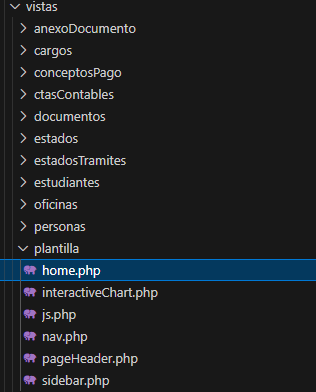 vistas
anexoDocumento
cargos
conceptosPago
ctasContables
documentos
estados
estadosTramites
estudiantes
oficinas
personas
plantilla
home.php
interactiveChart.php
js.php
nav.php
pageHeader.php
sidebar.php